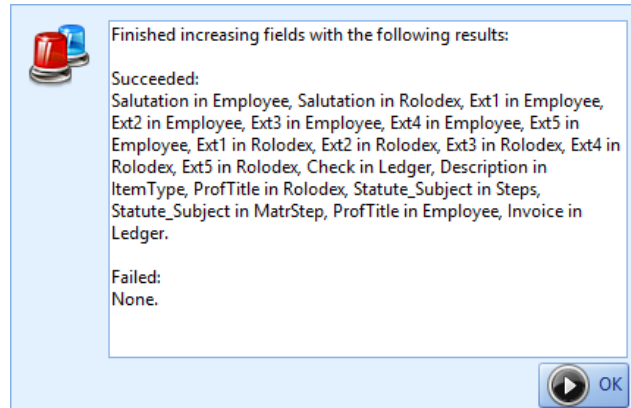 Finished increasing fields with the following results:
Succeeded:
Salutation in Employee, Salutation in Rolodex, Ext1 in Employee,
Ext2 in Employee, Ext3 in Employee, Ext4 in Employee, Ext5 in
Employee, Ext1 in Rolodex, Ext2 in Rolodex, Ext3 in Rolodex, Ext4 in
Rolodex, Ext5 in Rolodex, Check in Ledger, Description in
ItemType, ProfTitle in Rolodex, Statute_Subject in Steps,
Statute_Subject in MatrStep, ProfTitle in Employee, Invoice in
Ledger.
Failed:
None.
OK